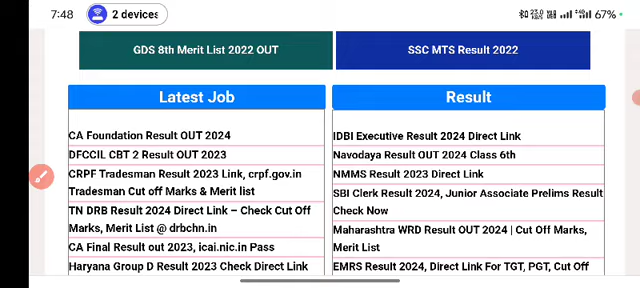 7:48
2 devices
67%
GDS 8th Merit List 2022 OUT
SSC MTS Result 2022
Latest Job
CA Foundation Result OUT 2024
DFCCIL CBT 2 Result OUT 2023
CRPF Tradesman Result 2023 Link, crpf.gov.in
Tradesman Cut off Marks & Merit list
TN DRB Result 2024 Direct Link – Check Cut Off
Marks, Merit List @ drbchn.in
CA Final Result out 2023, icai.nic.in Pass
Haryana Group D Result 2023 Check Direct Link
Result
IDBI Executive Result 2024 Direct Link
Navodaya Result OUT 2024 Class 6th
NMMS Result 2023 Direct Link
SBI Clerk Result 2024, Junior Associate Prelims Result
Check Now
Maharashtra WRD Result OUT 2024 | Cut Off Marks,
Merit List
EMRS Result 2024, Direct Link For TGT, PGT, Cut Off